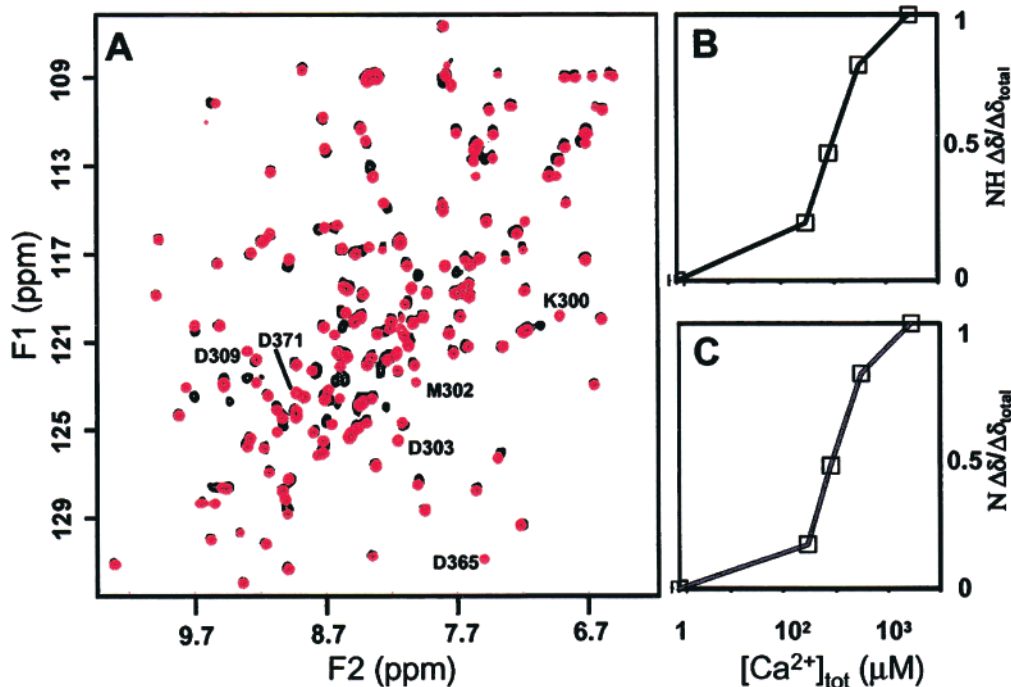 A
F1 (ppm)
109
113
117
121
125
129
K300
D371
D309
M302
D303
D365
9.7
8.7
7.7
6.7
F2 (ppm)
B
1
0.5
0
NH Δδ/Δδtotal
C
1
0.5
0
N Δδ/Δδtotal
1
10²
10³
[Ca²⁺]tot (μM)